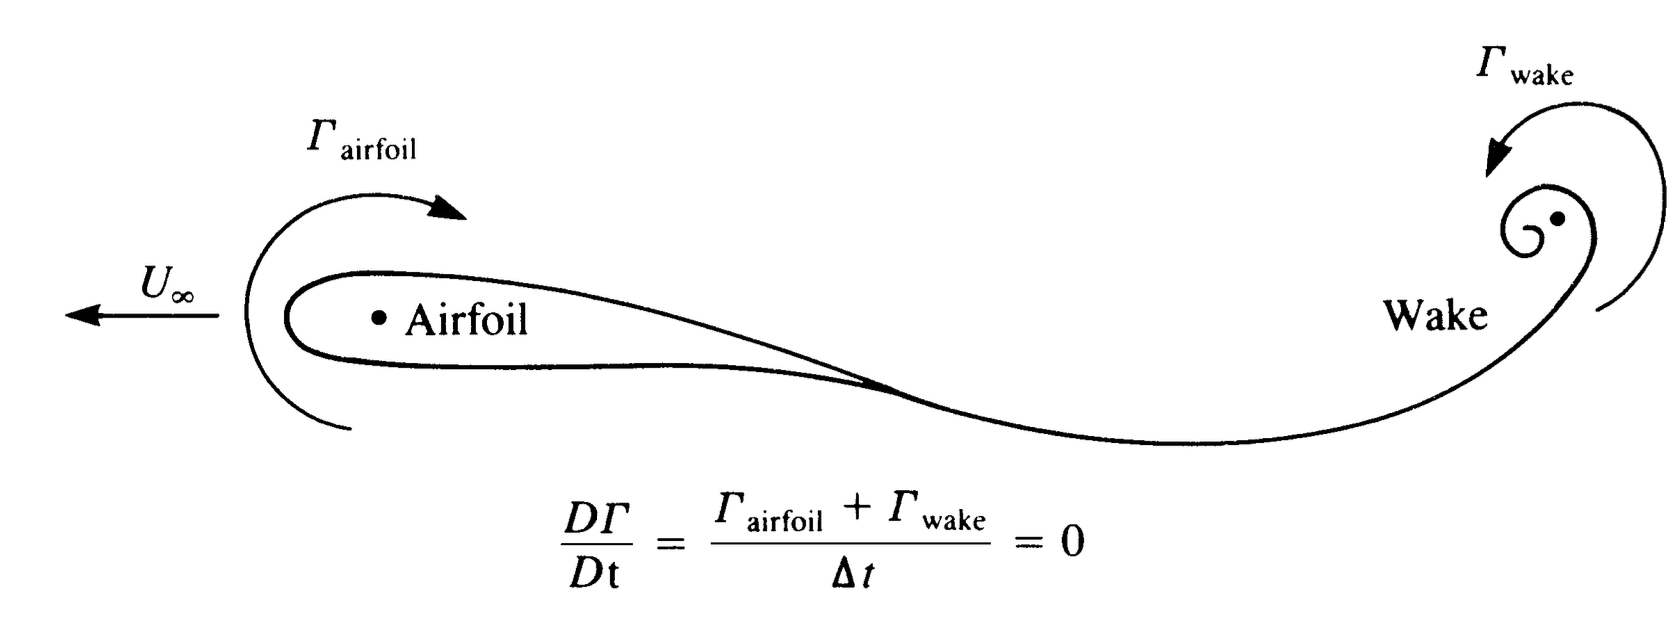 Γ wake
Γ airfoil
U∞
Airfoil
Wake
DΓ/Dt = (Γ airfoil + Γ wake)/Δt = 0